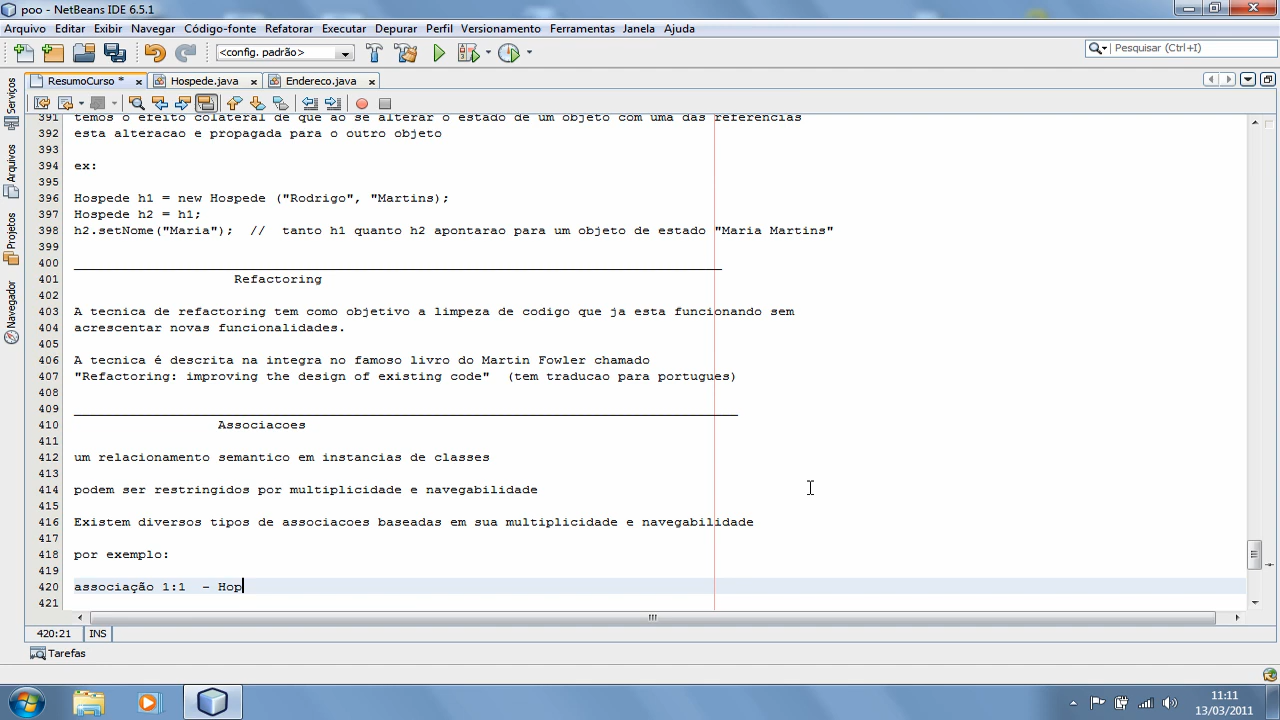 poo - NetBeans IDE 6.5.1
Arquivo Editar Exibir Navegar Código-fonte Refatorar Executar Depurar Perfil Versionamento Ferramentas Janela Ajuda
<config. padrão>
Pesquisar (Ctrl+I)
ResumoCurso * Hospede.java Endereco.java
Serviços
Arquivos
Projetos
Navegador
391 temos o efeito colateral de que ao se alterar o estado de um objeto com uma das referencias
392 esta alteracao e propagada para o outro objeto
393
394 ex:
395
396 Hospede h1 = new Hospede ("Rodrigo", "Martins);
397 Hospede h2 = h1;
398 h2.setNome("Maria"); // tanto h1 quanto h2 apontarao para um objeto de estado "Maria Martins"
399
400
401 Refactoring
402
403 A tecnica de refactoring tem como objetivo a limpeza de codigo que ja esta funcionando sem
404 acrescentar novas funcionalidades.
405
406 A tecnica é descrita na integra no famoso livro do Martin Fowler chamado
407 "Refactoring: improving the design of existing code" (tem traducao para portugues)
408
409
410 Associacoes
411
412 um relacionamento semantico em instancias de classes
413
414 podem ser restringidos por multiplicidade e navegabilidade
415
416 Existem diversos tipos de associacoes baseadas em sua multiplicidade e navegabilidade
417
418 por exemplo:
419
420 associação 1:1 - Hop
421
420:21 INS
Tarefas
11:11
13/03/2011